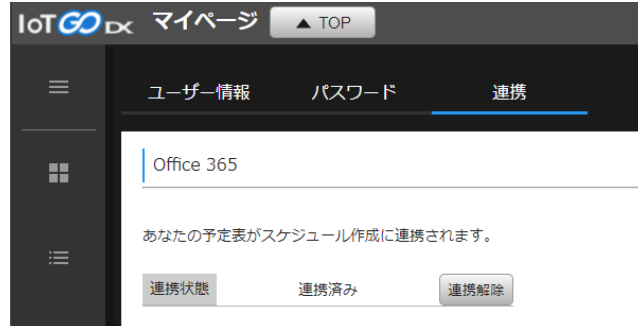 IoT GO DX マイページ ▲ TOP
ユーザー情報 パスワード 連携
Office 365
あなたの予定表がスケジュール作成に連携されます。
連携状態 連携済み 連携解除